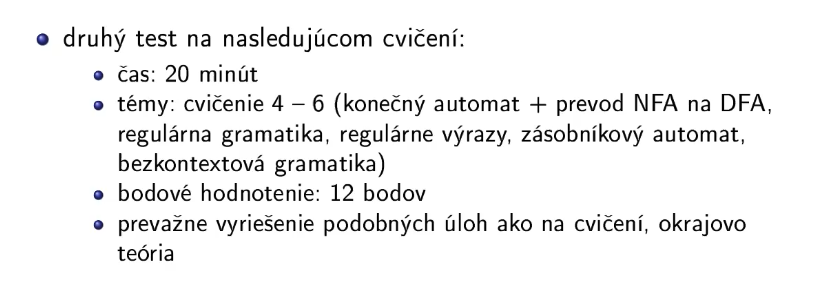 druhý test na nasledujúcom cvičení:
čas: 20 minút
témy: cvičenie 4 – 6 (konečný automat + prevod NFA na DFA,
regulárna gramatika, regulárne výrazy, zásobníkový automat,
bezkontextová gramatika)
bodové hodnotenie: 12 bodov
prevažne vyriešenie podobných úloh ako na cvičení, okrajovo
teória